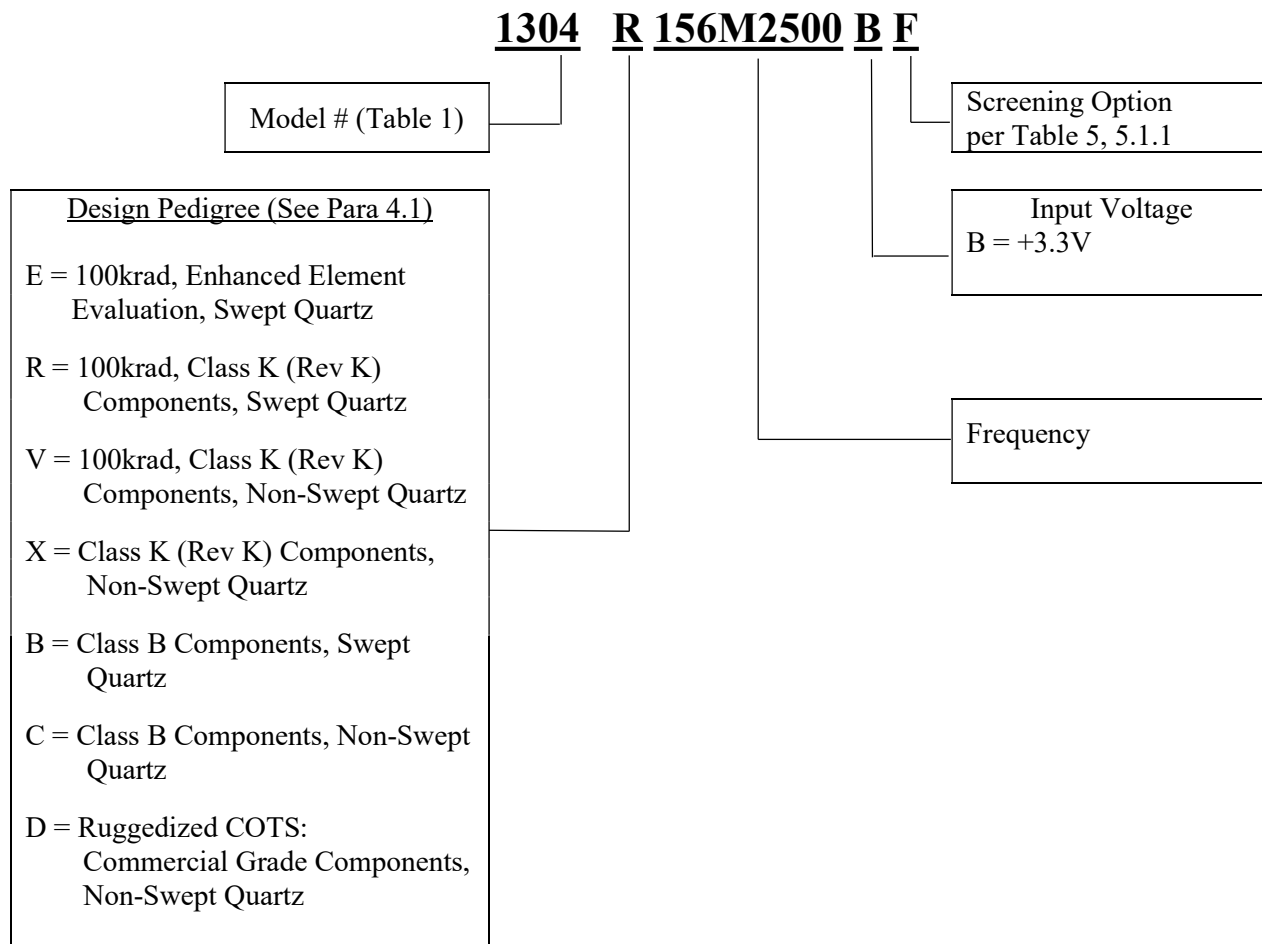 1304 R 156M2500 B F
Model # (Table 1)
Screening Option
per Table 5, 5.1.1
Design Pedigree (See Para 4.1)
E = 100krad, Enhanced Element
Evaluation, Swept Quartz
R = 100krad, Class K (Rev K)
Components, Swept Quartz
V = 100krad, Class K (Rev K)
Components, Non-Swept Quartz
X = Class K (Rev K) Components,
Non-Swept Quartz
B = Class B Components, Swept
Quartz
C = Class B Components, Non-Swept
Quartz
D = Ruggedized COTS:
Commercial Grade Components,
Non-Swept Quartz
Input Voltage
B = +3.3V
Frequency